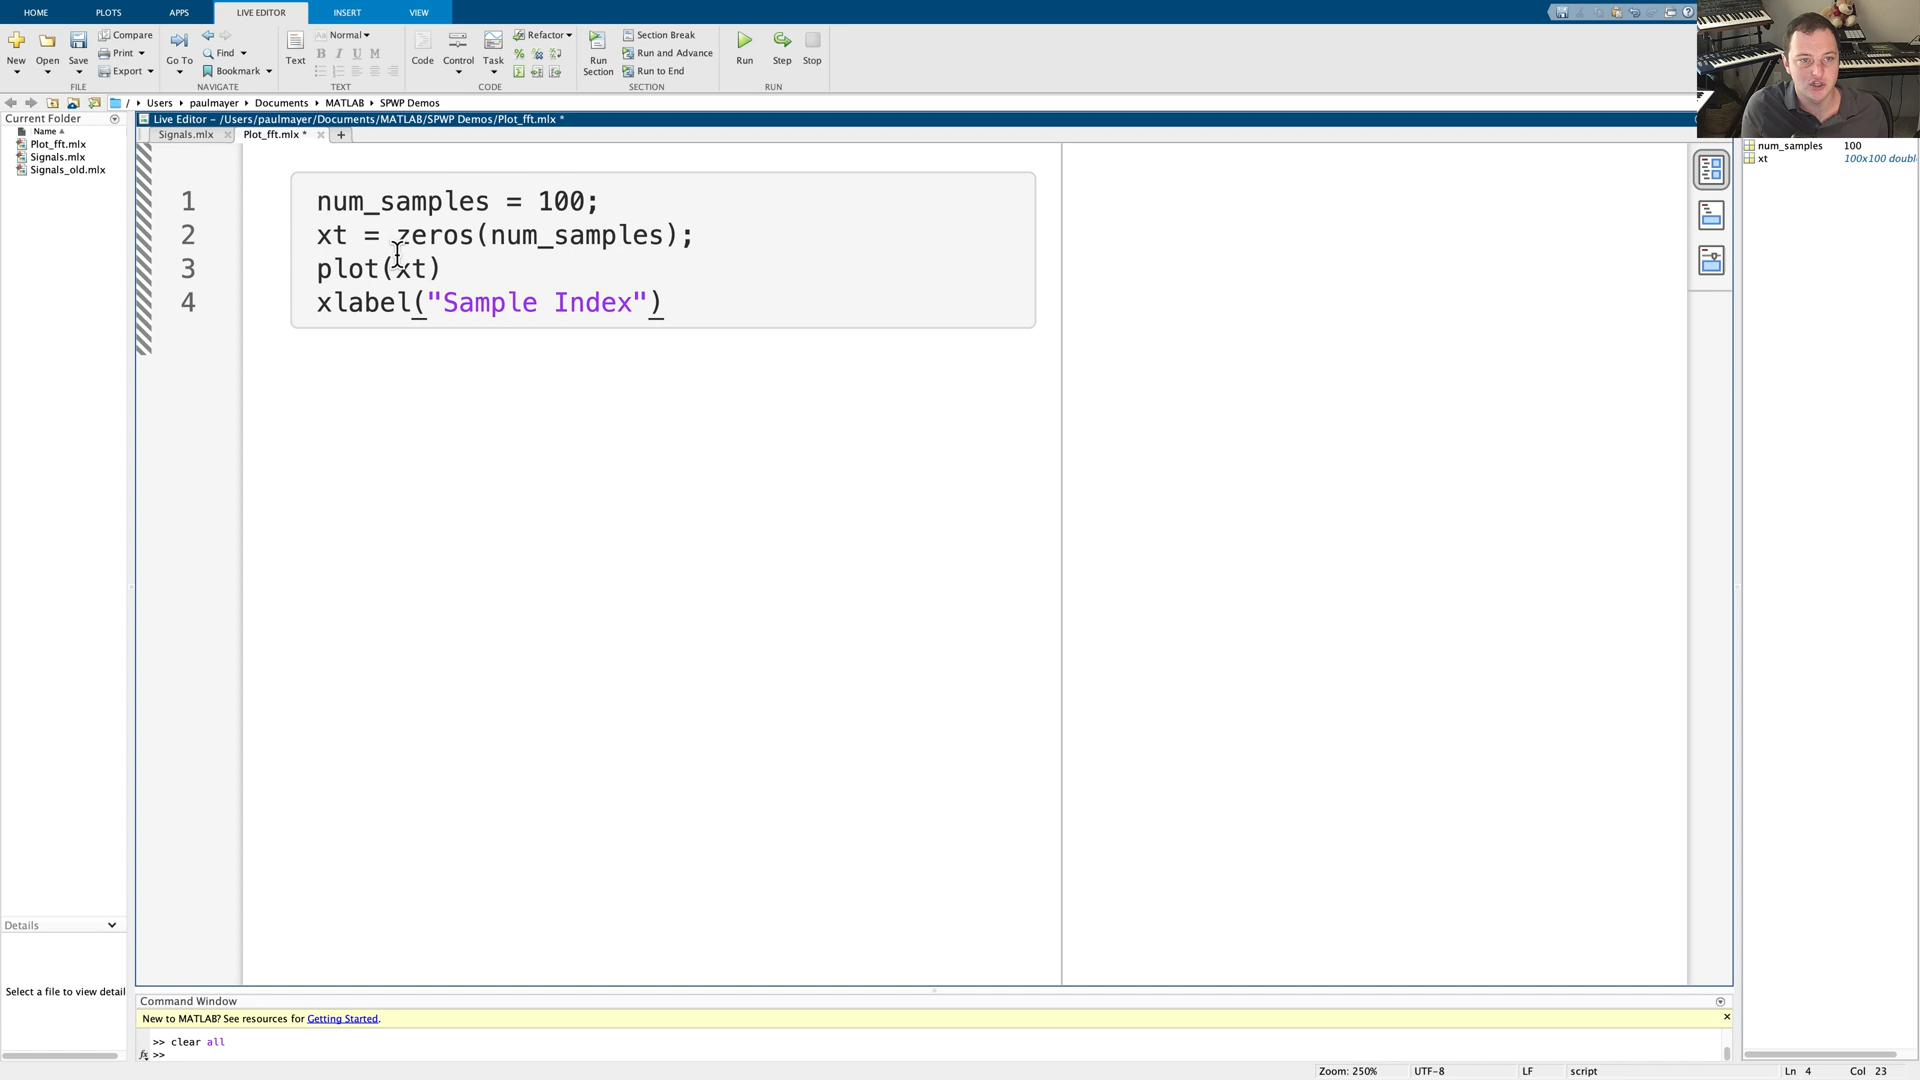 HOME PLOTS APPS LIVE EDITOR INSERT VIEW
New Open Save Compare Print Export
FILE
Go To Find Bookmark
NAVIGATE
Text Aa Normal B I U M
TEXT
Code Control Task Refactor
CODE
Run Section Section Break Run and Advance Run to End
SECTION
Run Step Stop
RUN
/ Users paulmayer Documents MATLAB SPWP Demos
Current Folder
Name
Plot_fft.mlx
Signals.mlx
Signals_old.mlx
Live Editor - /Users/paulmayer/Documents/MATLAB/SPWP Demos/Plot_fft.mlx *
Signals.mlx Plot_fft.mlx * +
1 num_samples = 100;
2 xt = zeros(num_samples);
3 plot(xt)
4 xlabel("Sample Index")
num_samples 100
xt 100x100 doubl
Details
Select a file to view detail
Command Window
New to MATLAB? See resources for Getting Started.
>> clear all
fx >>
Zoom: 250% UTF-8 LF script Ln 4 Col 23